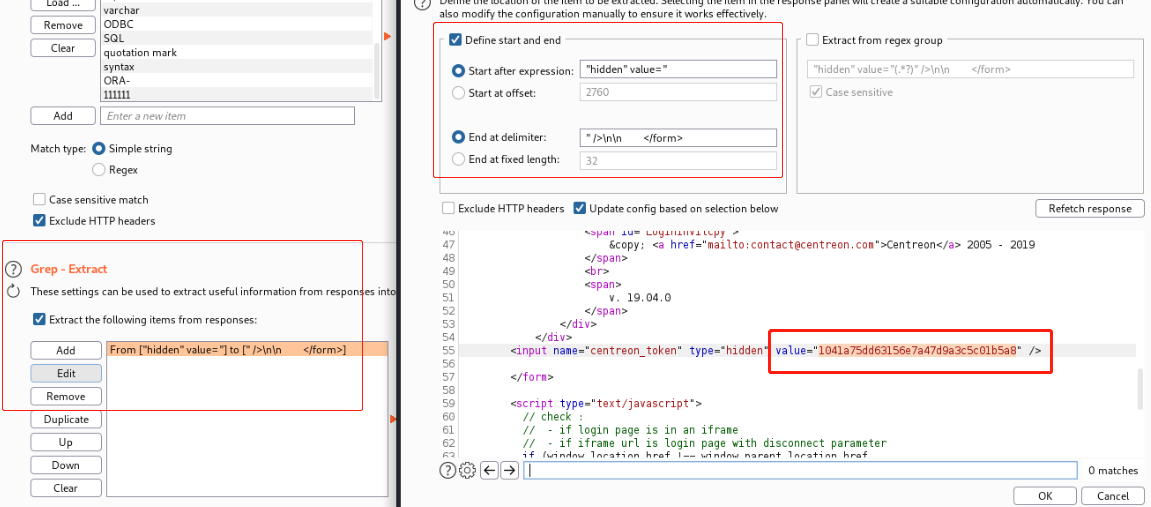 Load ...
Remove
Clear
varchar
ODBC
SQL
quotation mark
syntax
ORA-
111111
Add
Enter a new item
Match type:
Simple string
Regex
Case sensitive match
Exclude HTTP headers
Grep - Extract
These settings can be used to extract useful information from responses into
Extract the following items from responses:
Add
Edit
Remove
Duplicate
Up
Down
Clear
From ["hidden" value="] to [" />\n\n        </form>]
Define the location of the item to be extracted. Selecting the item in the response panel will create a suitable configuration automatically. You can
also modify the configuration manually to ensure it works effectively.
Define start and end
Start after expression:
"hidden" value="
Start at offset:
2760
End at delimiter:
" />\n\n        </form>
End at fixed length:
32
Extract from regex group
"hidden" value="(.*?)" />\n\n        </form>
Case sensitive
Exclude HTTP headers
Update config based on selection below
Refetch response
46 <span id="LoginInvitcpy">
47 &copy; <a href="mailto:contact@centreon.com">Centreon</a> 2005 - 2019
48 </span>
49 <br>
50 <span>
51 v. 19.04.0
52 </span>
53 </div>
54 </div>
55 <input name="centreon_token" type="hidden" value="1041a75dd63156e7a47d9a3c5c01b5a8" />
56
57 </form>
58
59 <script type="text/javascript">
60 // check :
61 //  - if login page is in an iframe
62 //  - if iframe url is login page with disconnect parameter
63 if (window.location.href !== window.parent.location.href
0 matches
OK
Cancel